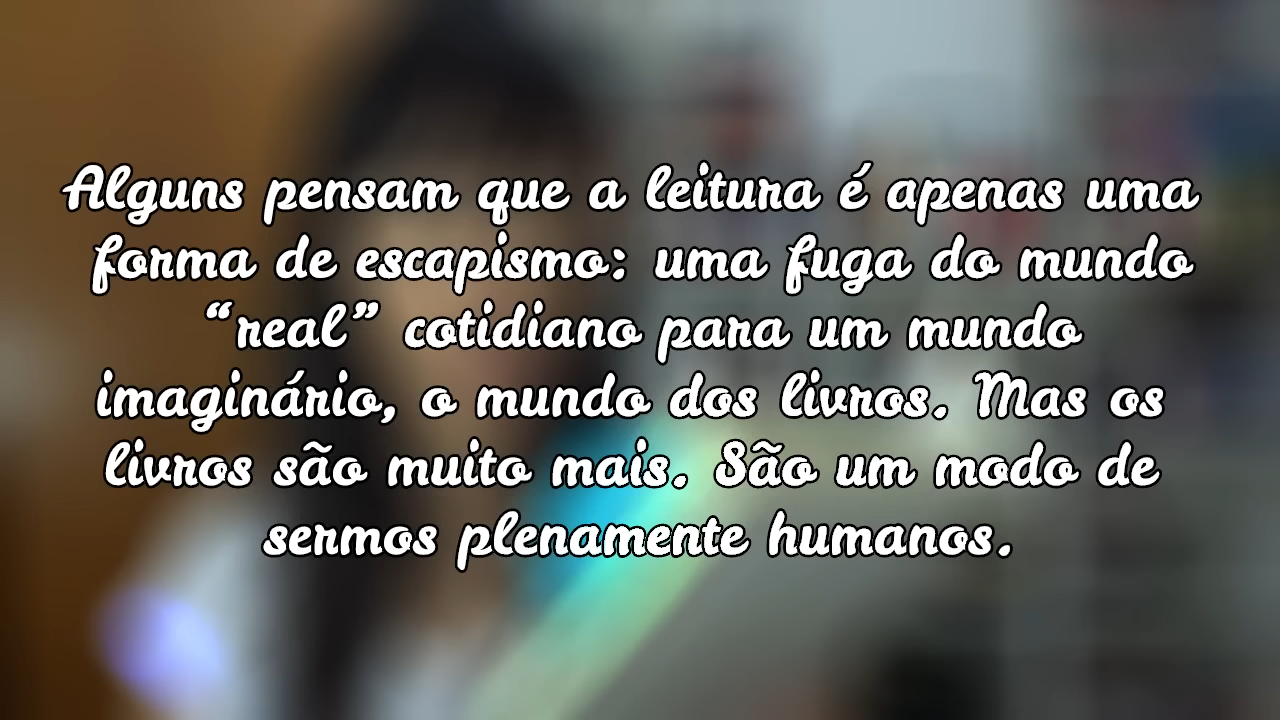 Alguns pensam que a leitura é apenas uma
forma de escapismo: uma fuga do mundo
“real” cotidiano para um mundo
imaginário, o mundo dos livros. Mas os
livros são muito mais. São um modo de
sermos plenamente humanos.